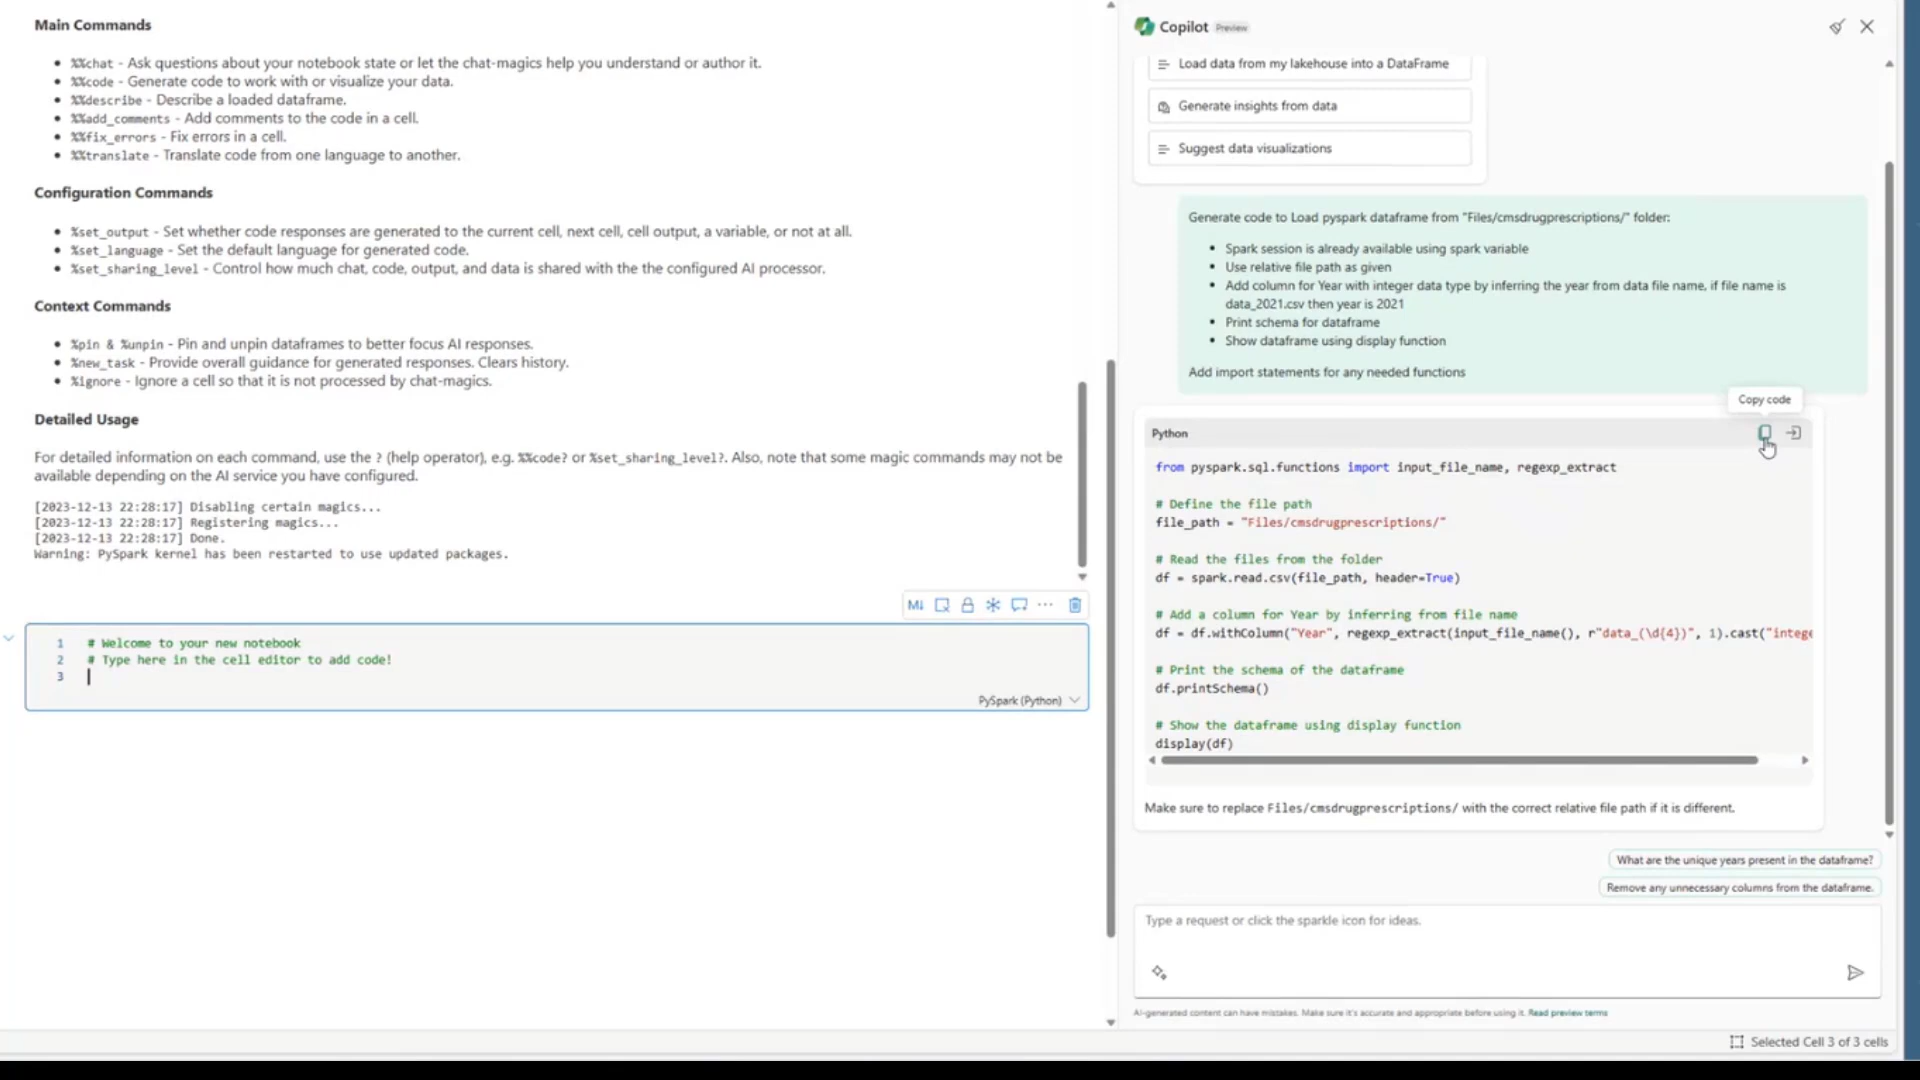 Main Commands
%%chat - Ask questions about your notebook state or let the chat-magics help you understand or author it.
%%code - Generate code to work with or visualize your data.
%%describe - Describe a loaded dataframe.
%%add_comments - Add comments to the code in a cell.
%%fix_errors - Fix errors in a cell.
%%translate - Translate code from one language to another.
Configuration Commands
%set_output - Set whether code responses are generated to the current cell, next cell, cell output, a variable, or not at all.
%set_language - Set the default language for generated code.
%set_sharing_level - Control how much chat, code, output, and data is shared with the the configured AI processor.
Context Commands
%pin & %unpin - Pin and unpin dataframes to better focus AI responses.
%new_task - Provide overall guidance for generated responses. Clears history.
%ignore - Ignore a cell so that it is not processed by chat-magics.
Detailed Usage
For detailed information on each command, use the ? (help operator), e.g. %%code? or %set_sharing_level?. Also, note that some magic commands may not be
available depending on the AI service you have configured.
[2023-12-13 22:28:17] Disabling certain magics...
[2023-12-13 22:28:17] Registering magics...
[2023-12-13 22:28:17] Done.
Warning: PySpark kernel has been restarted to use updated packages.
M↓
1 # Welcome to your new notebook
2 # Type here in the cell editor to add code!
3
PySpark (Python)
Copilot Preview
Load data from my lakehouse into a DataFrame
Generate insights from data
Suggest data visualizations
Generate code to Load pyspark dataframe from "Files/cmsdrugprescriptions/" folder:
Spark session is already available using spark variable
Use relative file path as given
Add column for Year with integer data type by inferring the year from data file name, if file name is
data_2021.csv then year is 2021
Print schema for dataframe
Show dataframe using display function
Add import statements for any needed functions
Copy code
Python
from pyspark.sql.functions import input_file_name, regexp_extract
# Define the file path
file_path = "Files/cmsdrugprescriptions/"
# Read the files from the folder
df = spark.read.csv(file_path, header=True)
# Add a column for Year by inferring from file name
df = df.withColumn("Year", regexp_extract(input_file_name(), r"data_(\d{4})", 1).cast("intege
# Print the schema of the dataframe
df.printSchema()
# Show the dataframe using display function
display(df)
Make sure to replace Files/cmsdrugprescriptions/ with the correct relative file path if it is different.
What are the unique years present in the dataframe?
Remove any unnecessary columns from the dataframe.
Type a request or click the sparkle icon for ideas.
AI-generated content can have mistakes. Make sure it's accurate and appropriate before using it. Read preview terms
Selected Cell 3 of 3 cells